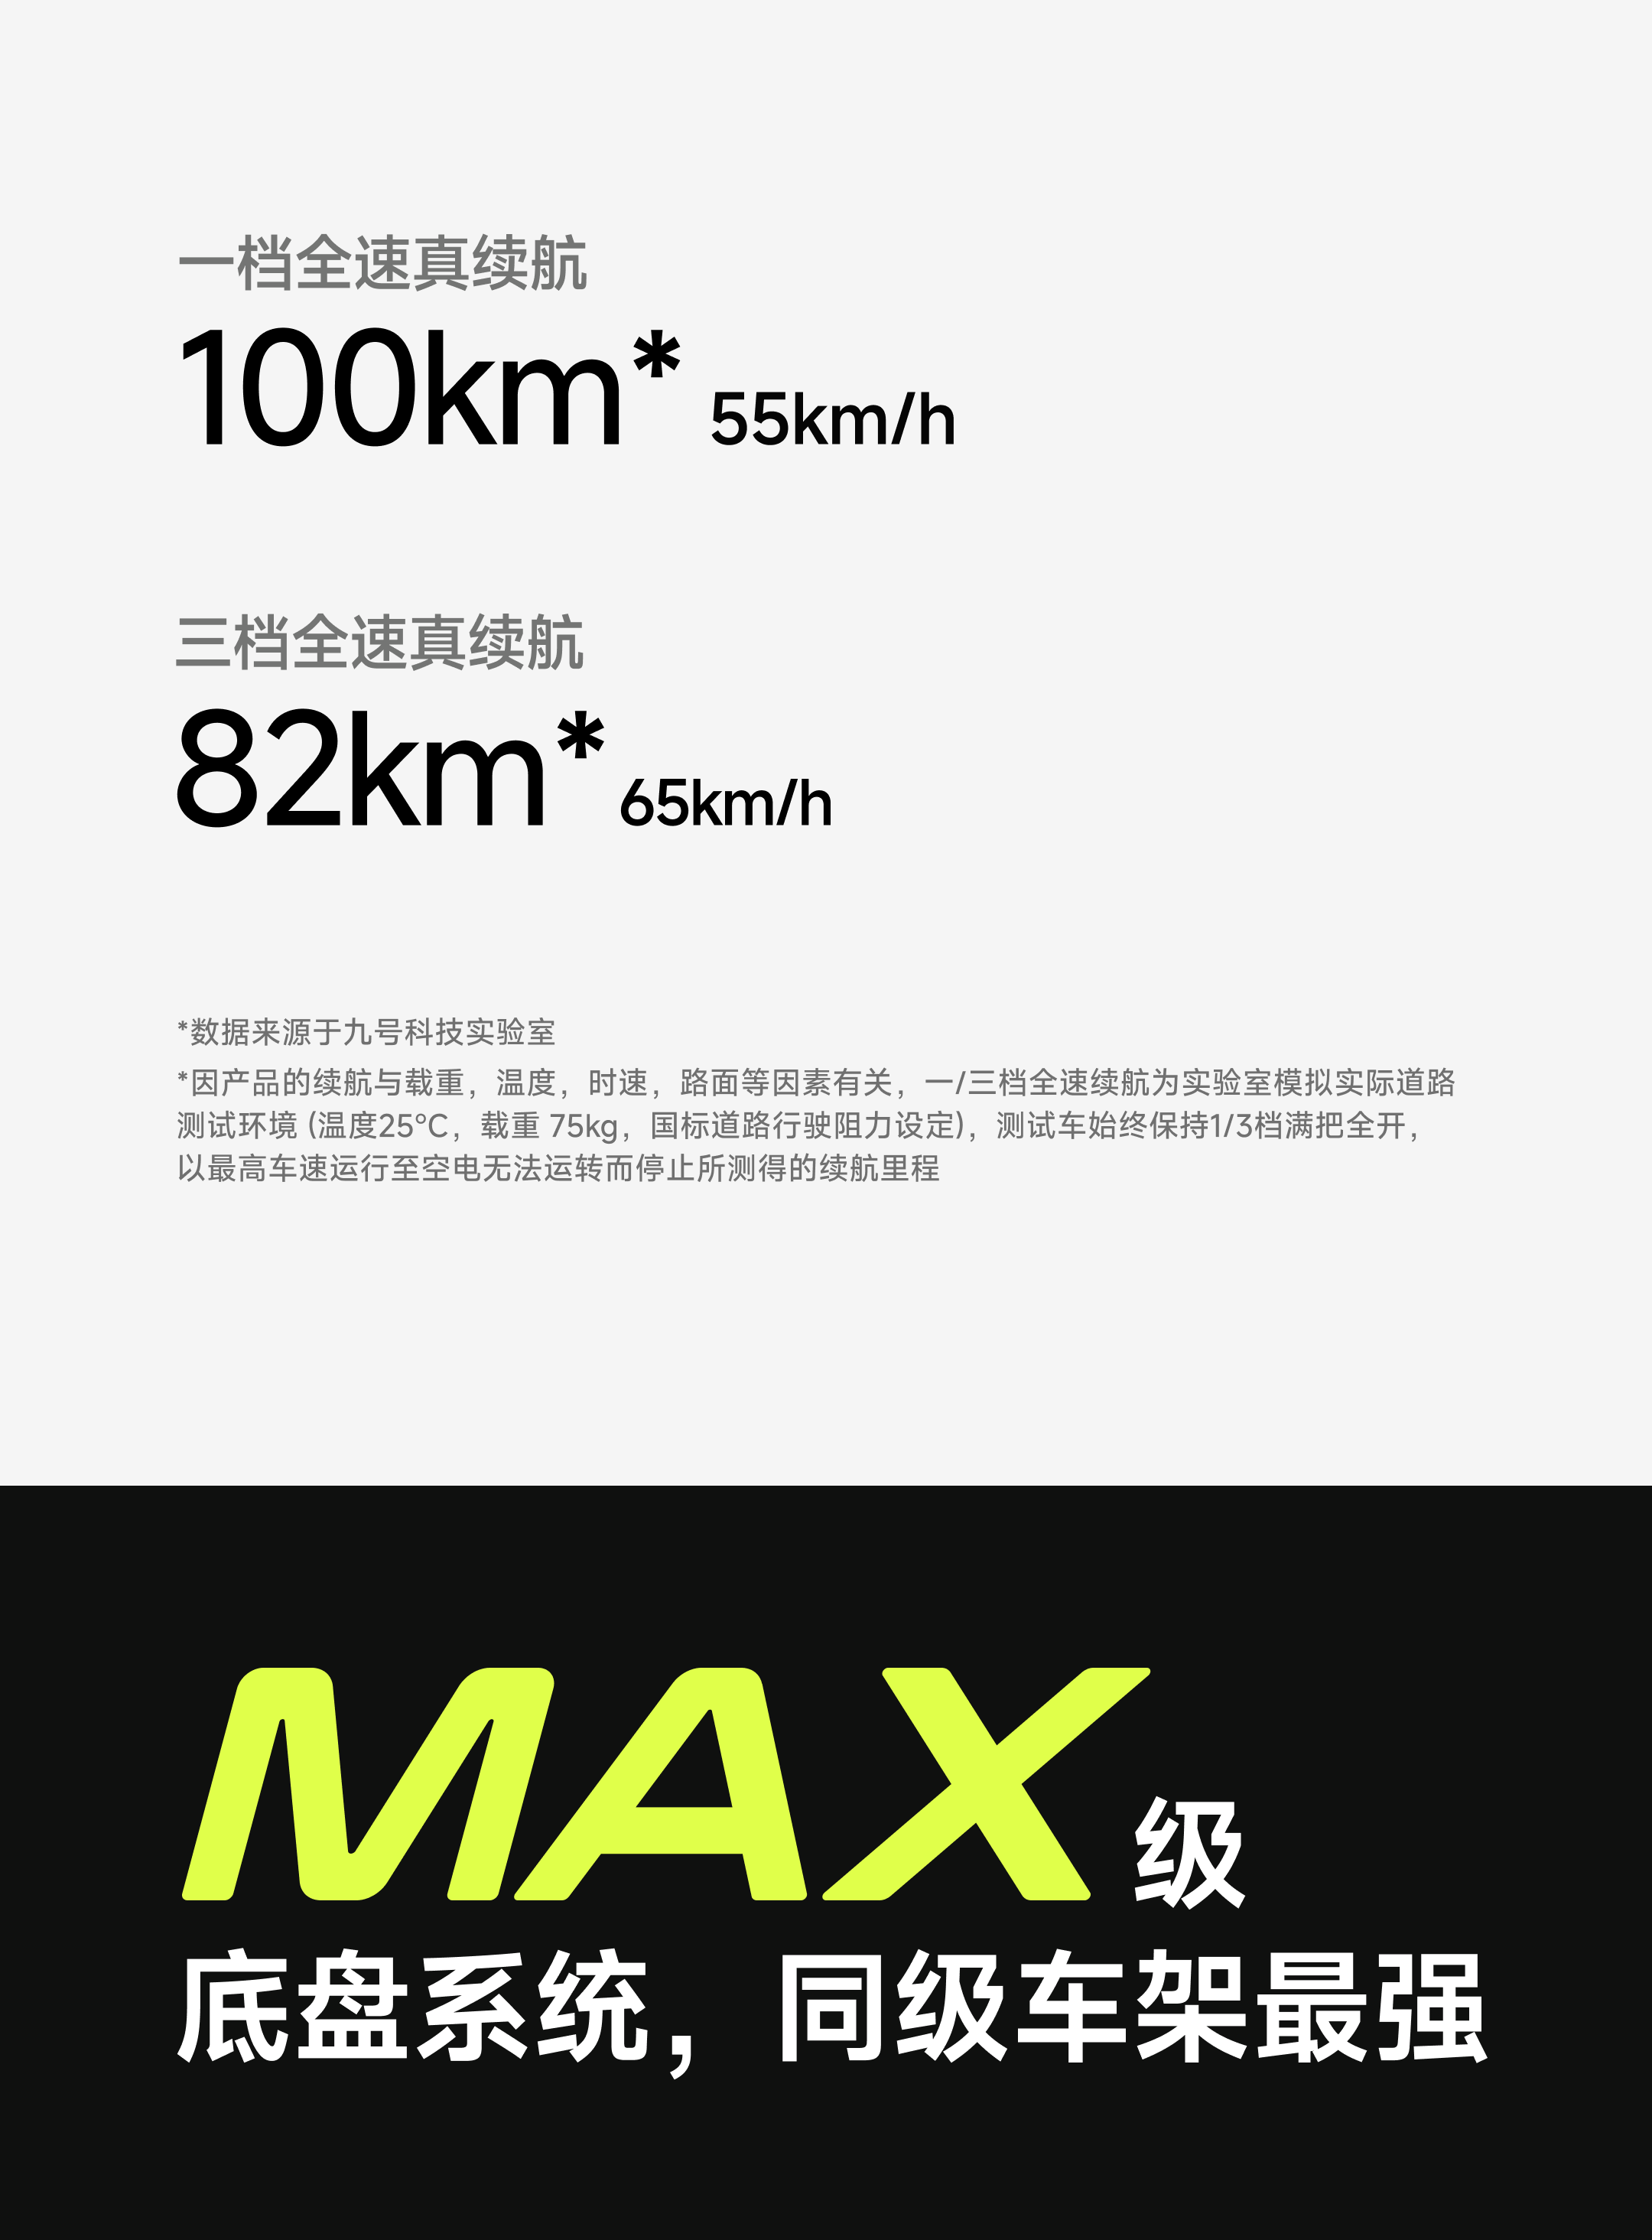 一档全速真续航
100km* 55km/h
三档全速真续航
82km* 65km/h
*数据来源于九号科技实验室
*因产品的续航与载重，温度，时速，路面等因素有关，一/三档全速续航为实验室模拟实际道路
测试环境 (温度25°C，载重 75kg，国标道路行驶阻力设定)，测试车始终保持1/3档满把全开，
以最高车速运行至空电无法运转而停止所测得的续航里程
MAX级
底盘系统，同级车架最强